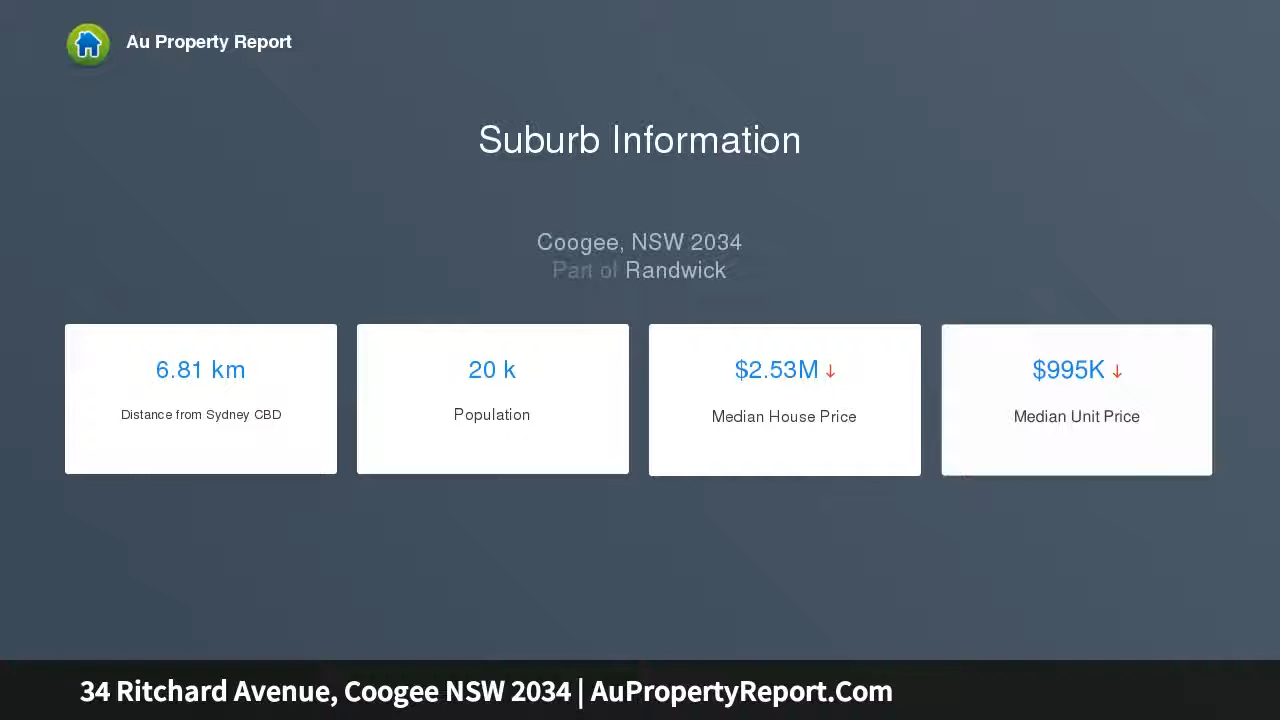 Au Property Report
Suburb Information
Coogee, NSW 2034
Part of Randwick
6.81 km
Distance from Sydney CBD
20 k
Population
$2.53M ↓
Median House Price
$995K ↓
Median Unit Price
34 Ritchard Avenue, Coogee NSW 2034 | AuPropertyReport.Com